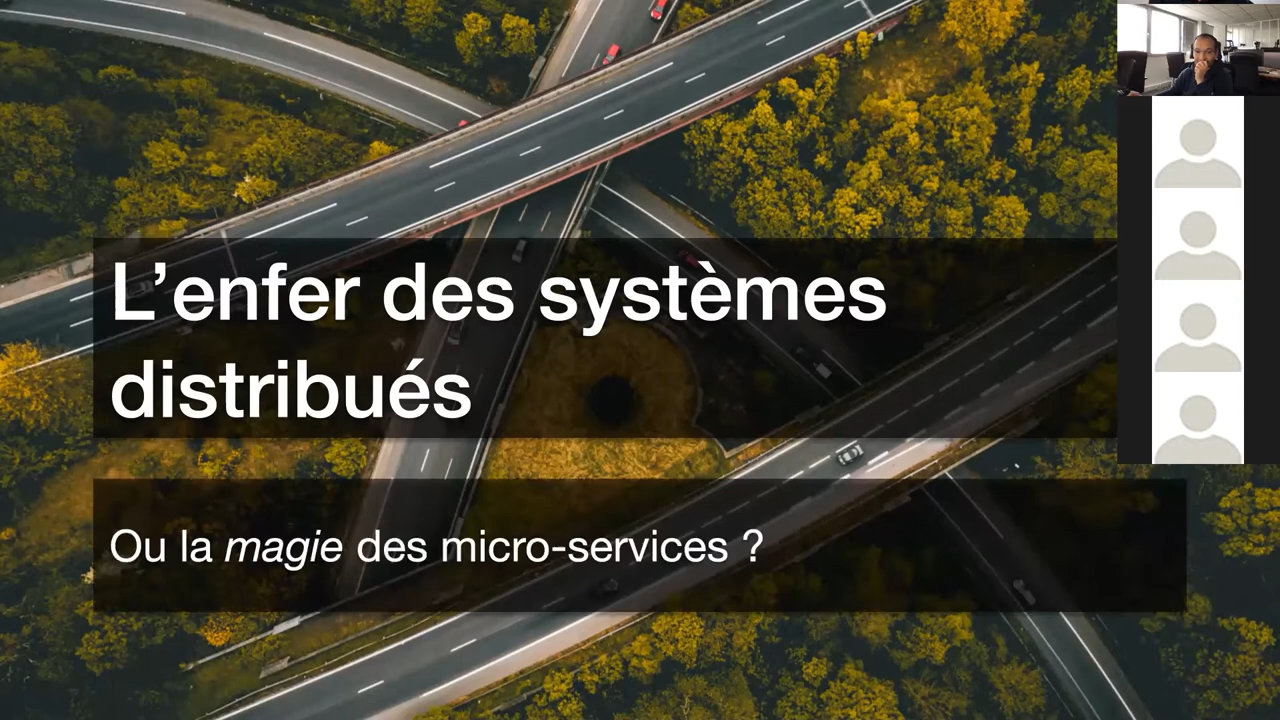 L’enfer des systèmes
distribués
Ou la magie des micro-services ?